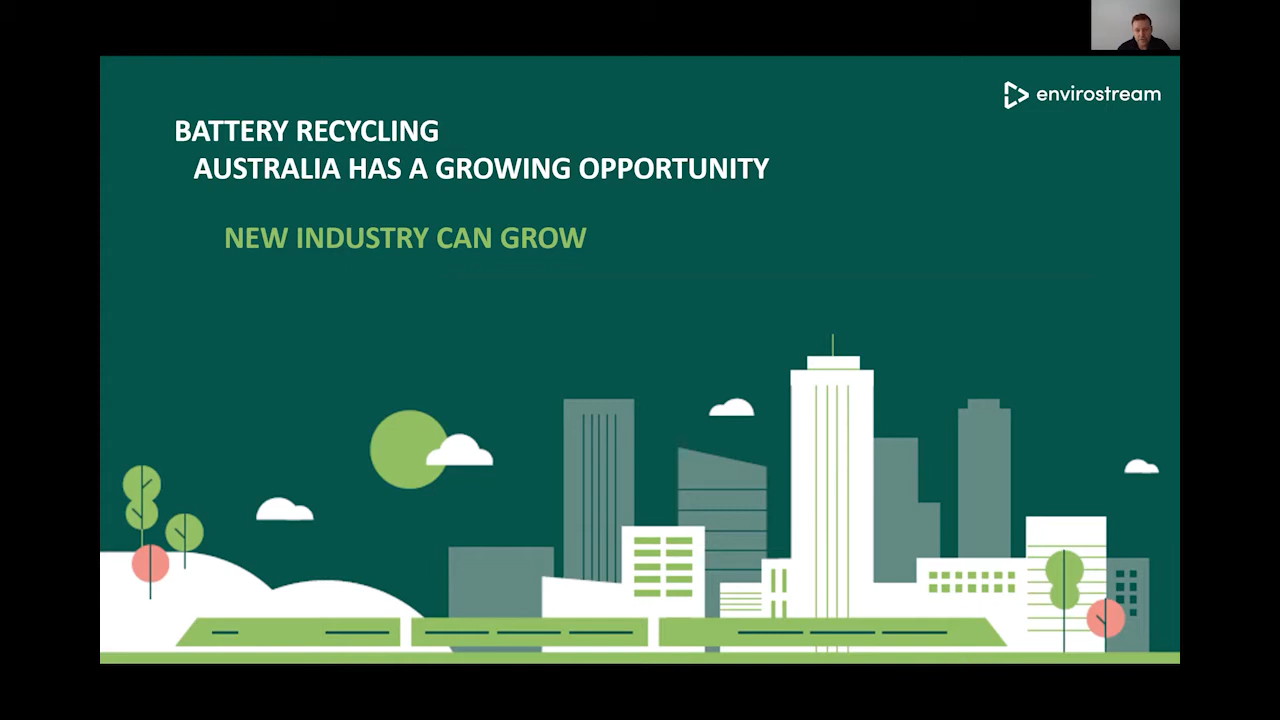 envirostream
BATTERY RECYCLING
AUSTRALIA HAS A GROWING OPPORTUNITY
NEW INDUSTRY CAN GROW